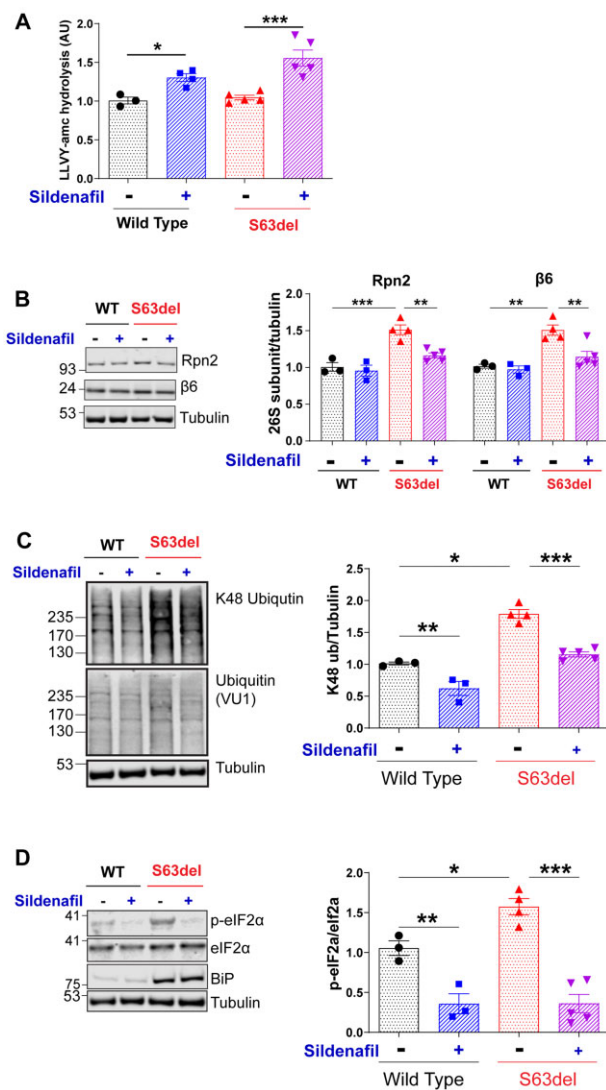 A
LLVY-amc hydrolysis (AU)
2.0
1.5
1.0
0.5
0.0
* ***
Sildenafil - + - +
Wild Type S63del
B
WT S63del
Sildenafil - + - +
93 Rpn2
24 β6
53 Tubulin
Rpn2 β6
26S subunit/tubulin
2.0
1.5
1.0
0.5
0.0
*** ** ** **
Sildenafil - + - + - + - +
WT S63del WT S63del
C
WT S63del
Sildenafil - + - +
K48 Ubiqutin
235
170
130
Ubiquitin
(VU1)
235
170
130
53 Tubulin
K48 ub/Tubulin
2.5
2.0
1.5
1.0
0.5
0.0
* ***
**
Sildenafil - + - +
Wild Type S63del
D
WT S63del
Sildenafil - + - +
41 p-eIF2α
41 eIF2α
75 BiP
53 Tubulin
p-eIF2a/eIf2a
2.0
1.5
1.0
0.5
0.0
* ***
**
Sildenafil - + - +
Wild Type S63del